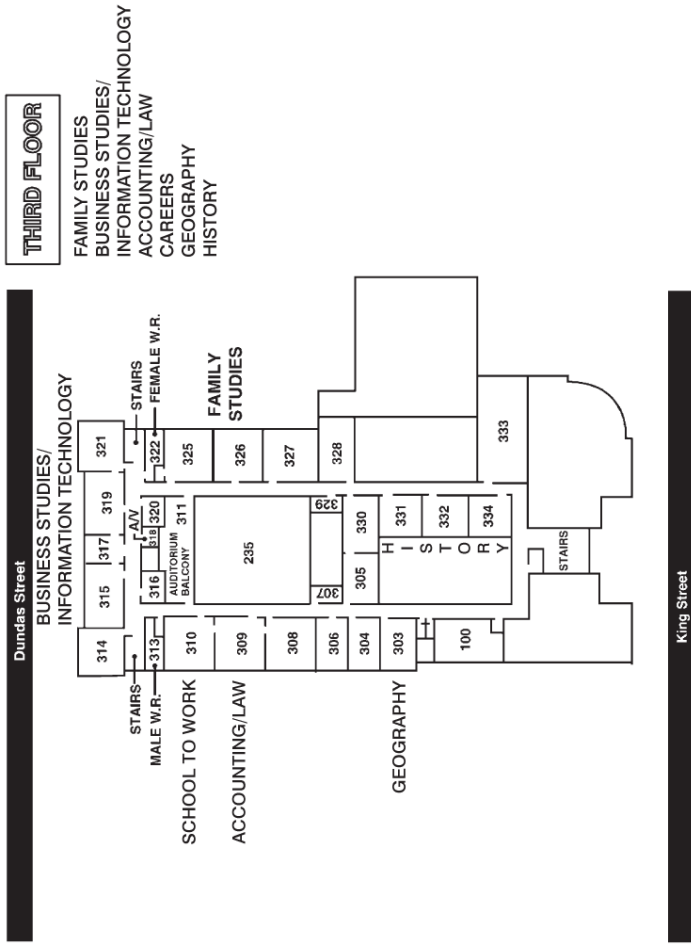 THIRD FLOOR
FAMILY STUDIES
BUSINESS STUDIES/
INFORMATION TECHNOLOGY
ACCOUNTING/LAW
CAREERS
GEOGRAPHY
HISTORY
Dundas Street
BUSINESS STUDIES/
INFORMATION TECHNOLOGY
314
315
317
319
321
STAIRS
A/V
STAIRS
MALE W.R.
313
316
318
320
322
FEMALE W.R.
SCHOOL TO WORK
310
AUDITORIUM
BALCONY
311
325
FAMILY
STUDIES
ACCOUNTING/LAW
309
235
326
308
327
306
307
329
328
304
305
330
GEOGRAPHY
303
HISTORY
331
332
334
333
100
STAIRS
King Street